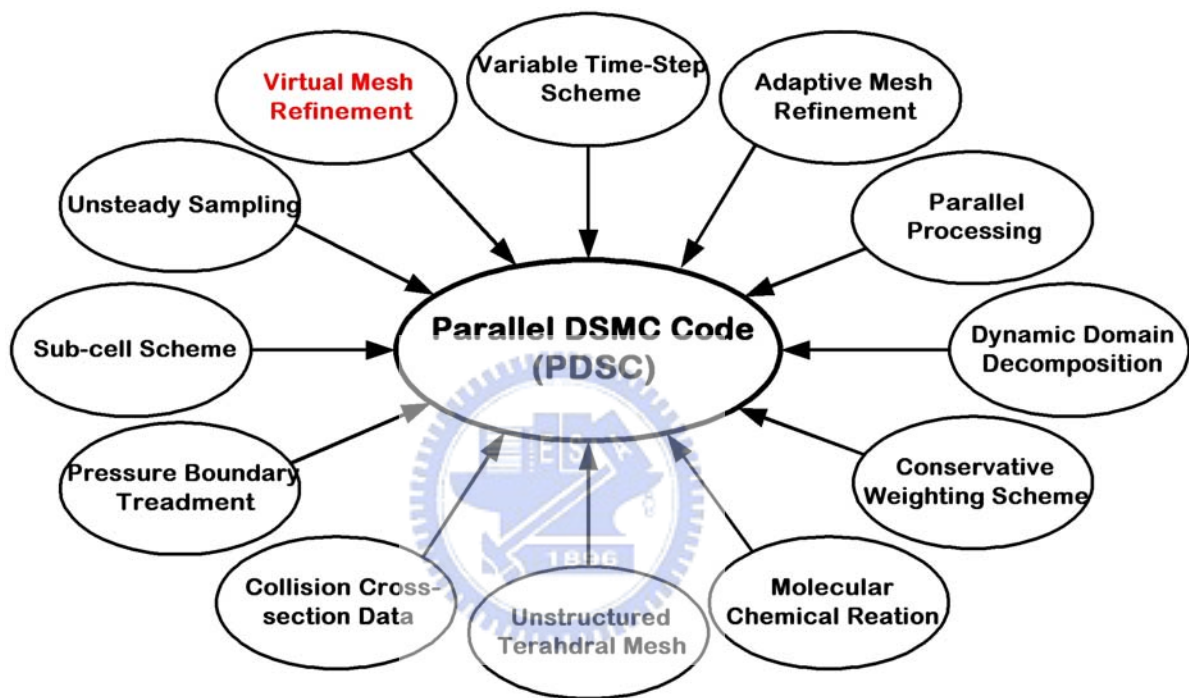 Virtual Mesh
Refinement
Variable Time-Step
Scheme
Adaptive Mesh
Refinement
Unsteady Sampling
Parallel
Processing
Sub-cell Scheme
Parallel DSMC Code
(PDSC)
Dynamic Domain
Decomposition
Pressure Boundary
Treadment
Conservative
Weighting Scheme
Collision Cross-
section Data
Unstructured
Terahdral Mesh
Molecular
Chemical Reation
1896